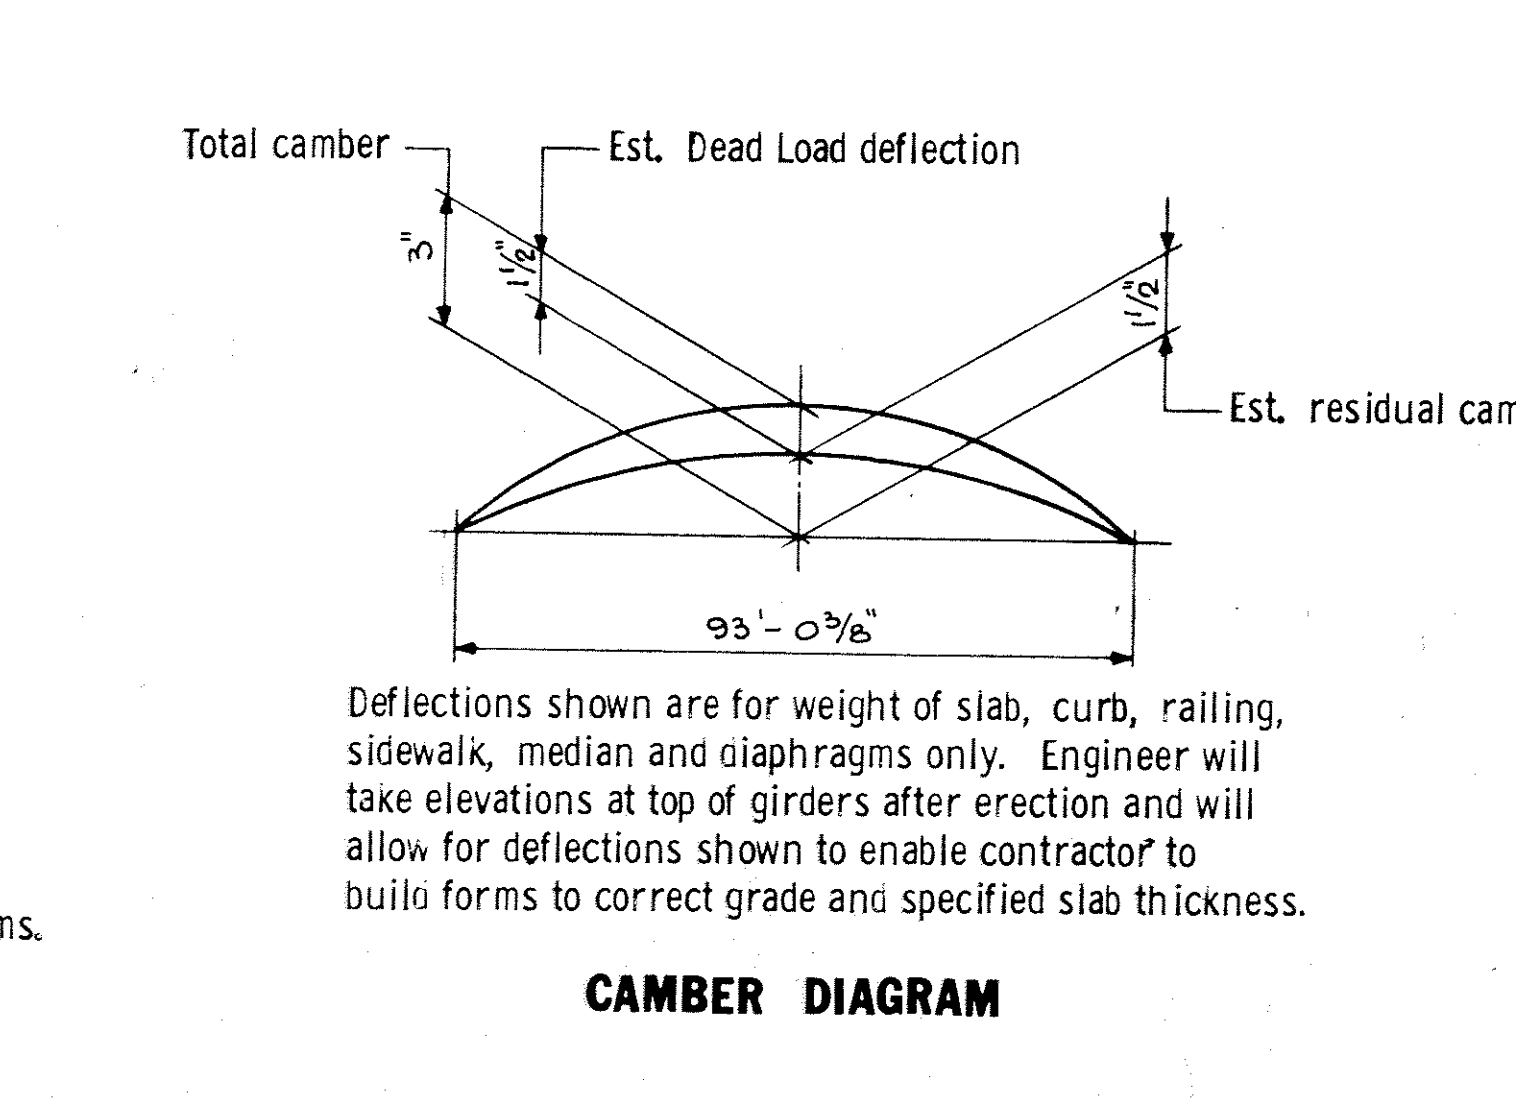 Total camber
Est. Dead Load deflection
3"
1 1/2"
1 1/2"
Est. residual cam
93'- 0 3/8"
Deflections shown are for weight of slab, curb, railing,
sidewalk, median and diaphragms only. Engineer will
take elevations at top of girders after erection and will
allow for deflections shown to enable contractor to
build forms to correct grade and specified slab thickness.
ns.
CAMBER DIAGRAM